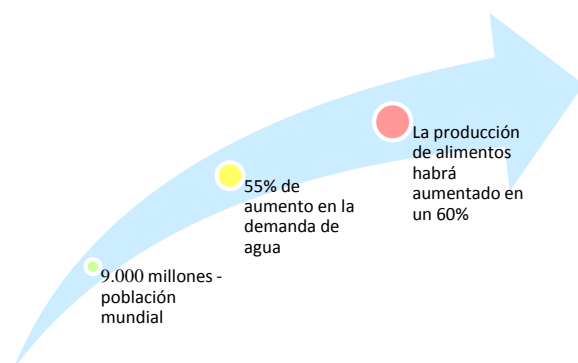 9.000 millones -
población
mundial
55% de
aumento en la
demanda de
agua
La producción
de alimentos
habrá
aumentado en
un 60%